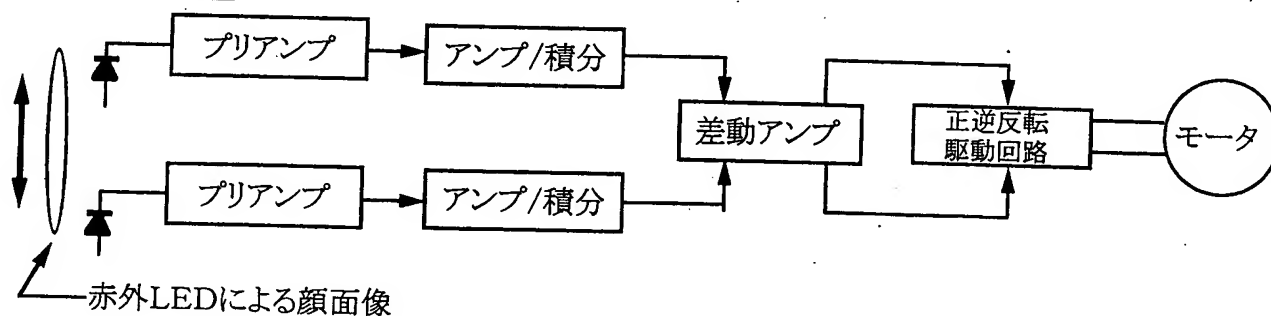 プリアンプ
アンプ/積分
差動アンプ
正逆反転
駆動回路
モータ
プリアンプ
アンプ/積分
赤外LEDによる顔面像